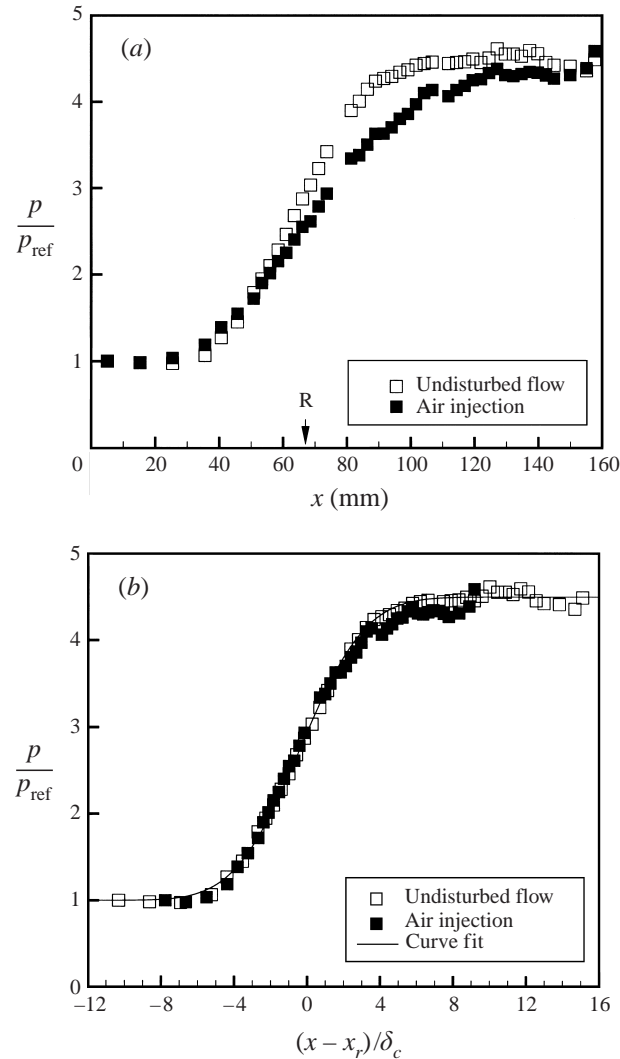 (a)
5
4
3
2
1
p
p_ref
R
Undisturbed flow
Air injection
0 20 40 60 80 100 120 140 160
x (mm)
(b)
5
4
3
2
1
0
p
p_ref
Undisturbed flow
Air injection
Curve fit
−12 −8 −4 0 4 8 12 16
(x − x_r)/δ_c